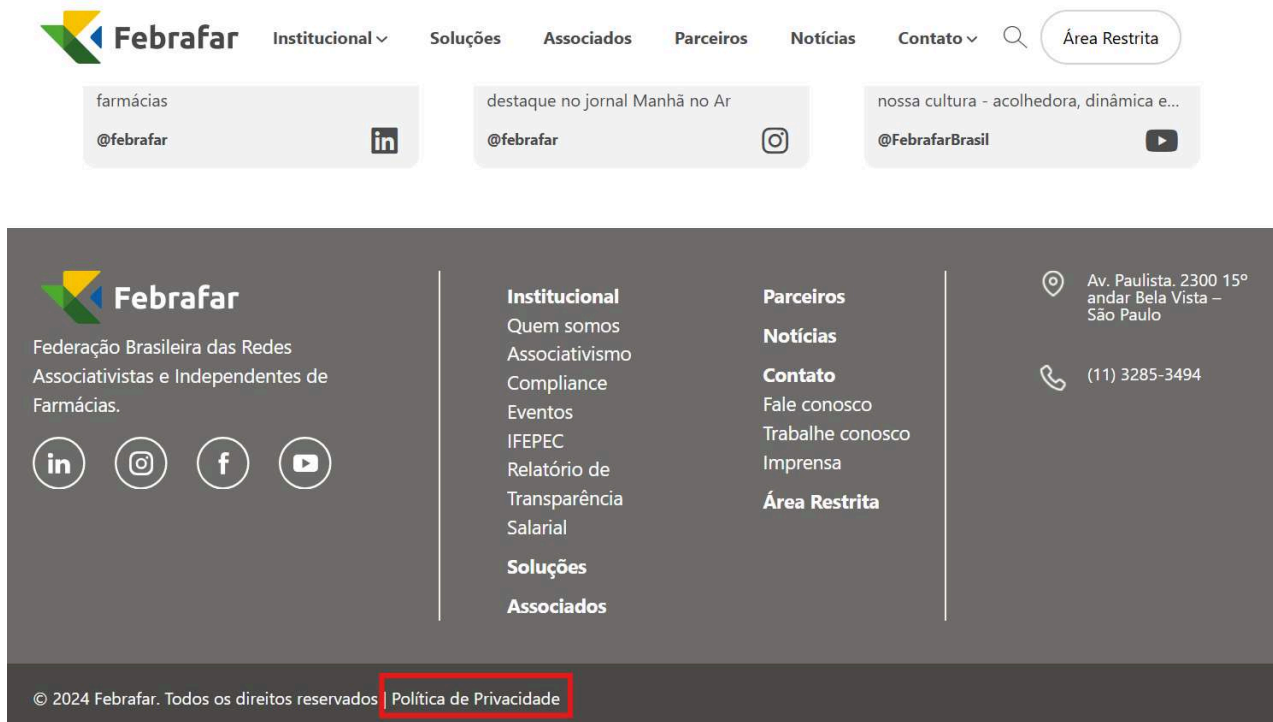 Febrafar Institucional Soluções Associados Parceiros Notícias Contato Área Restrita
farmácias
@febrafar
in
destaque no jornal Manhã no Ar
@febrafar
nossa cultura - acolhedora, dinâmica e...
@FebrafarBrasil
Febrafar
Federação Brasileira das Redes
Associativistas e Independentes de
Farmácias.
in f
Institucional
Quem somos
Associativismo
Compliance
Eventos
IFEPEC
Relatório de
Transparência
Salarial
Soluções
Associados
Parceiros
Notícias
Contato
Fale conosco
Trabalhe conosco
Imprensa
Área Restrita
Av. Paulista. 2300 15º
andar Bela Vista –
São Paulo
(11) 3285-3494
© 2024 Febrafar. Todos os direitos reservados | Política de Privacidade